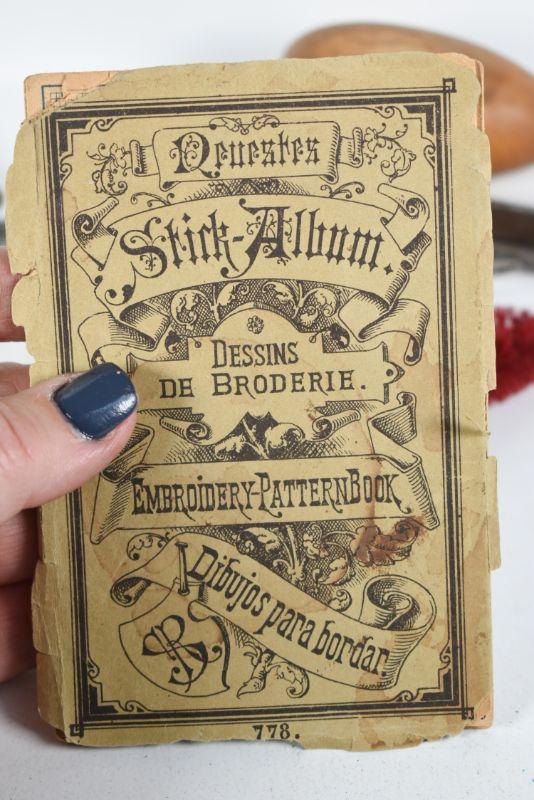 Neuestes
Stick-Album.
DESSINS
DE BRODERIE.
EMBROIDERY-PATTERNBOOK
Dibujos para bordar.
778.